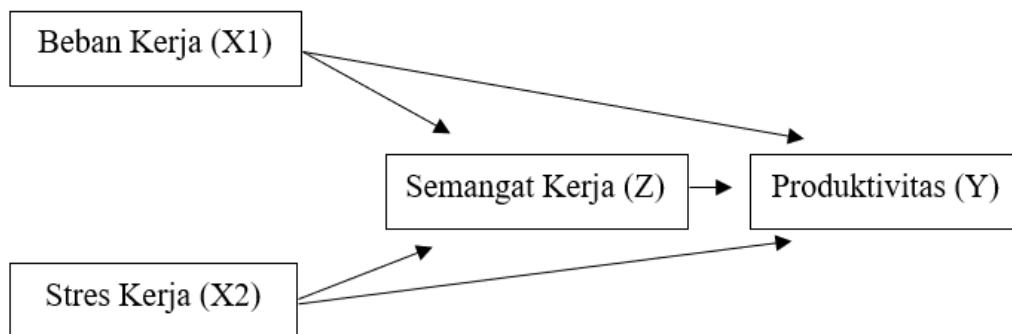 Beban Kerja (X1)
Semangat Kerja (Z)
Produktivitas (Y)
Stres Kerja (X2)